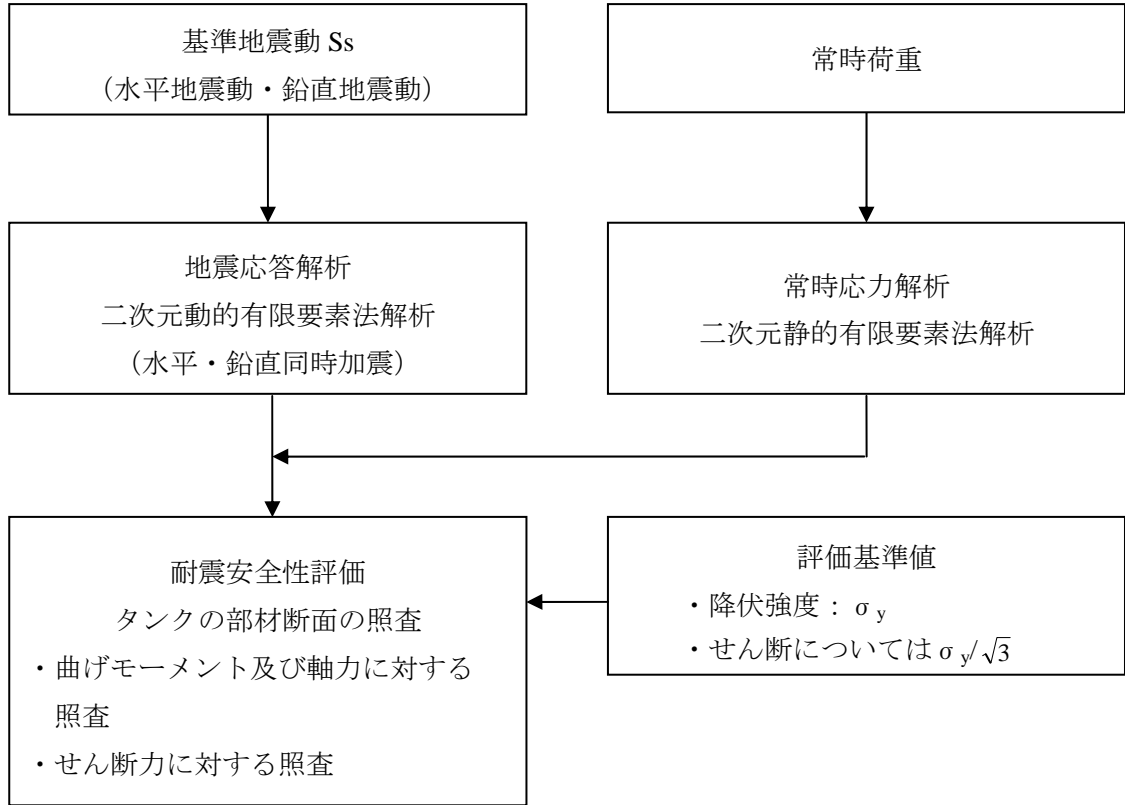 基準地震動 Ss
（水平地震動・鉛直地震動）
常時荷重
地震応答解析
二次元動的有限要素法解析
（水平・鉛直同時加震）
常時応力解析
二次元静的有限要素法解析
耐震安全性評価
タンクの部材断面の照査
・曲げモーメント及び軸力に対する
照査
・せん断力に対する照査
評価基準値
・降伏強度：σy
・せん断についてはσy/√3